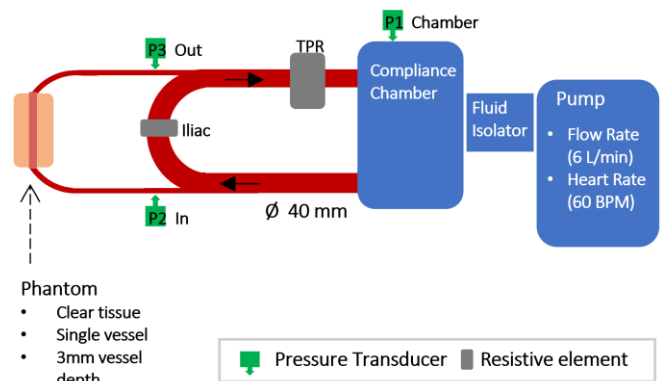 P1 Chamber
P3 Out
TPR
Compliance
Chamber
Iliac
Fluid
Isolator
Pump
• Flow Rate
(6 L/min)
• Heart Rate
(60 BPM)
P2 In
Ø 40 mm
Phantom
• Clear tissue
• Single vessel
• 3mm vessel
depth
Pressure Transducer
Resistive element